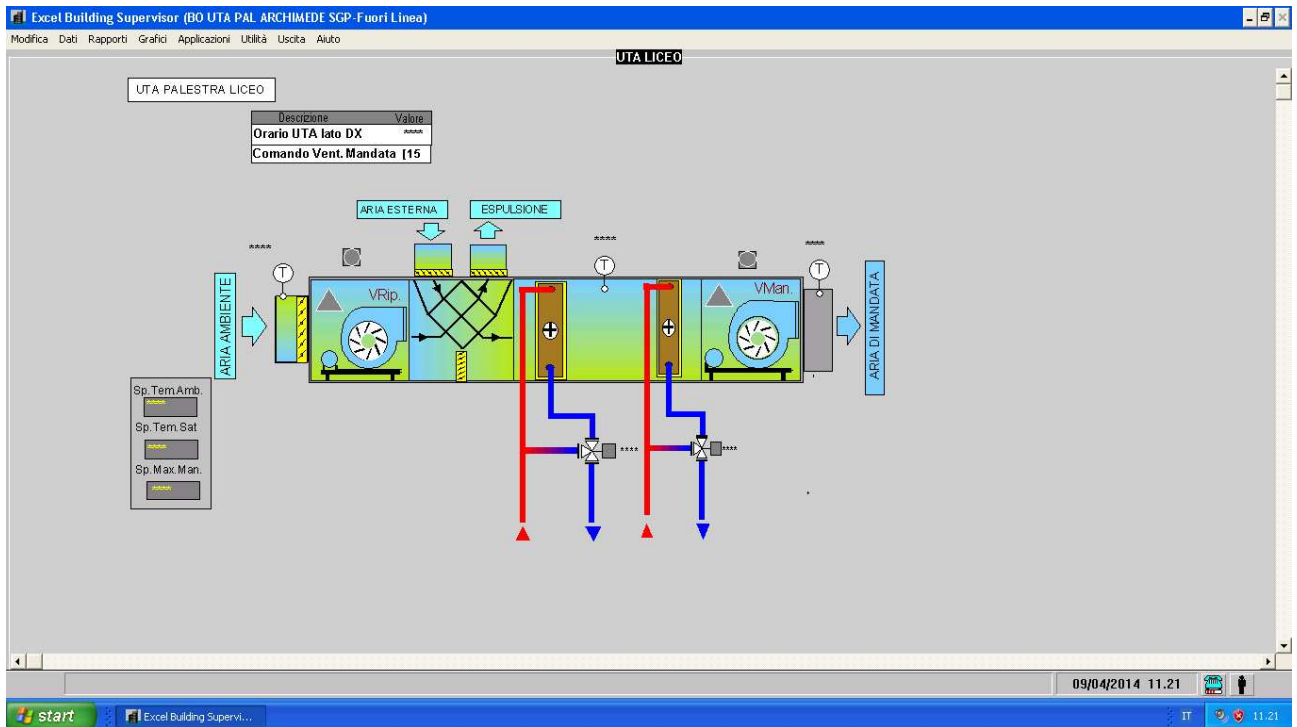 Excel Building Supervisor (BO UTA PAL ARCHIMEDE SGP-Fuori Linea)
Modifica Dati Rapporti Grafici Applicazioni Utilità Uscita Aiuto
UTA LICEO
UTA PALESTRA LICEO
Descrizione Valore
Orario UTA lato DX ****
Comando Vent.Mandata [15
ARIA ESTERNA ESPULSIONE
**** **** ****
T T T
ARIA AMBIENTE
VRip.
VMan.
ARIA DI MANDATA
Sp.Tem.Amb.
****
Sp.Tem.Sat
****
Sp.Max.Man.
****
**** ****
09/04/2014 11.21
start Excel Building Supervi... IT 11.21